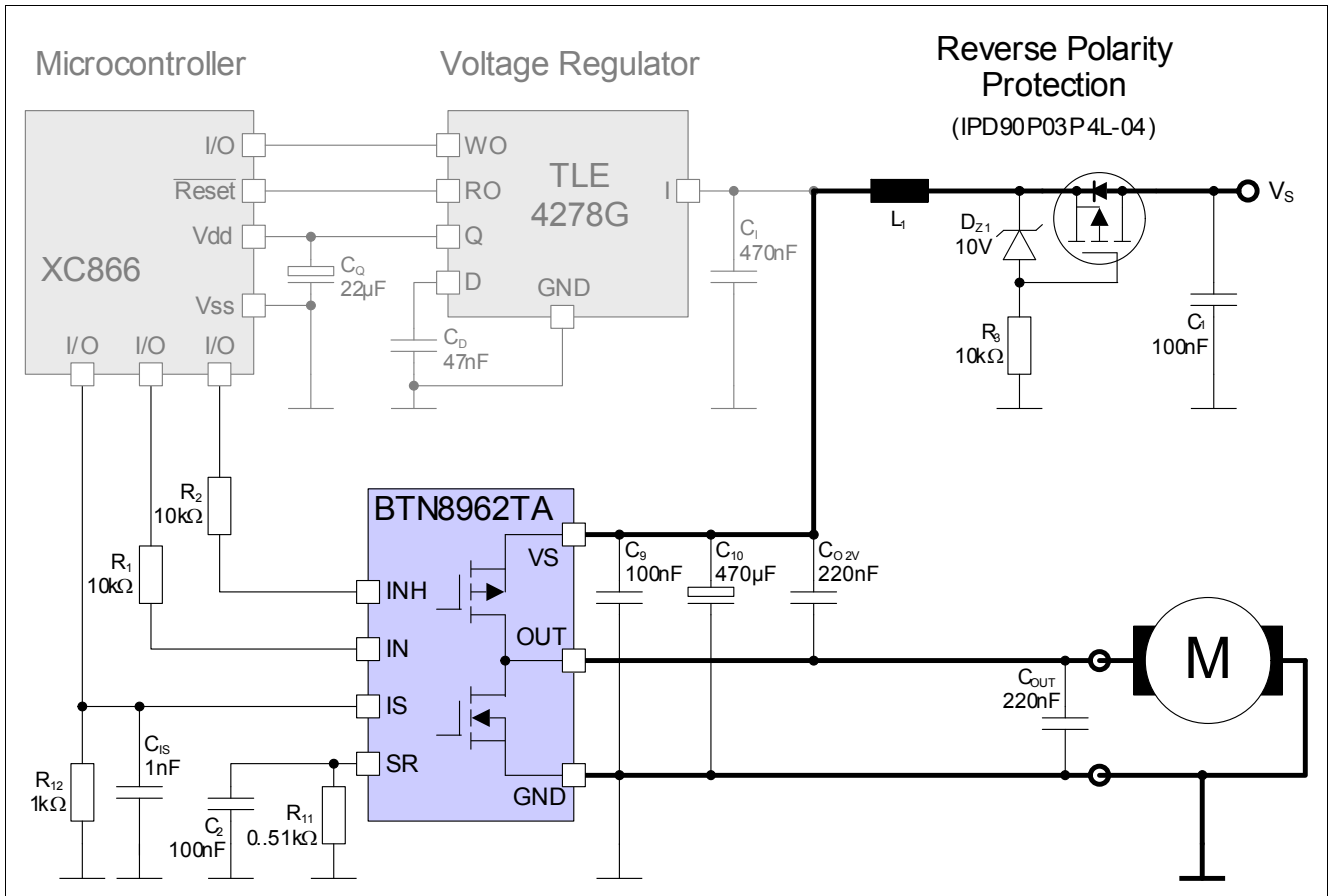 Microcontroller
Voltage Regulator
Reverse Polarity
Protection
(IPD90P03P4L-04)
I/O
Reset
Vdd
Vss
XC866
I/O
I/O
I/O
WO
RO
Q
D
GND
I
TLE
4278G
CQ
22µF
CD
47nF
CI
470nF
L1
DZ1
10V
R3
10kΩ
C1
100nF
VS
R2
10kΩ
R1
10kΩ
BTN8962TA
VS
INH
OUT
IN
IS
SR
GND
C9
100nF
C10
470µF
CO2V
220nF
COUT
220nF
M
R12
1kΩ
CIS
1nF
C2
100nF
R11
0..51kΩ